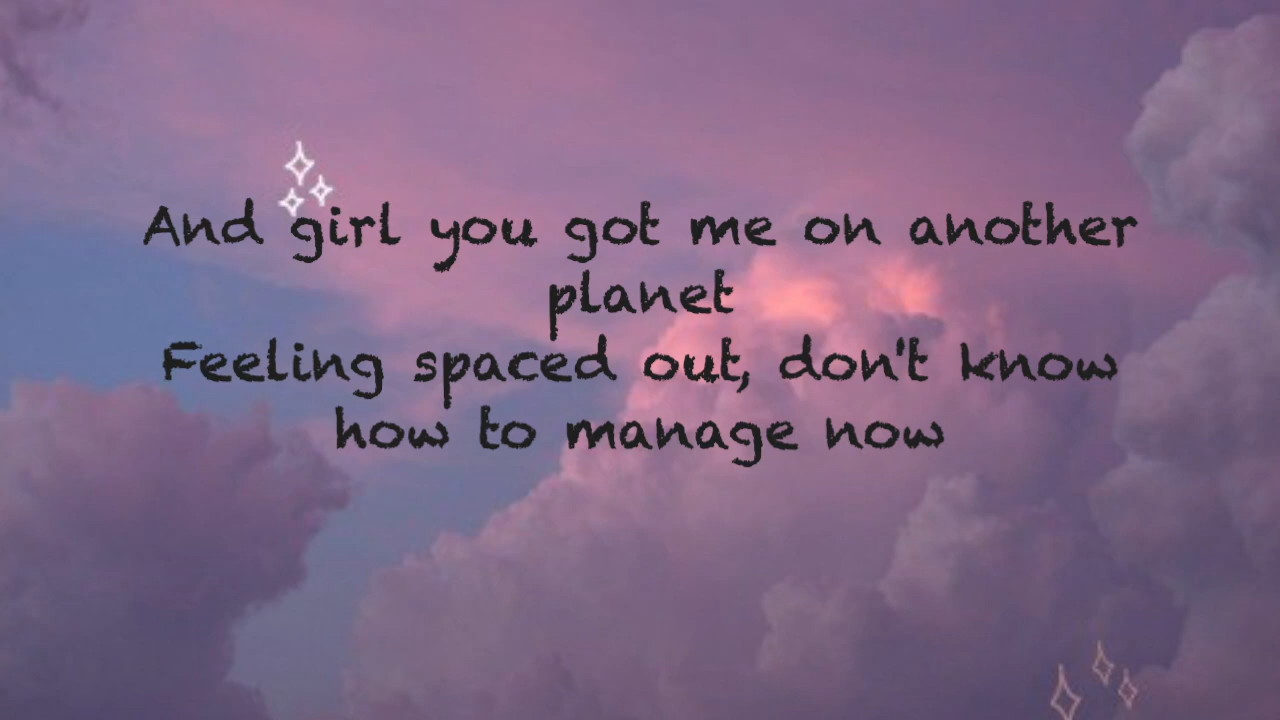 And girl you got me on another
planet
Feeling spaced out, don't know
how to manage now